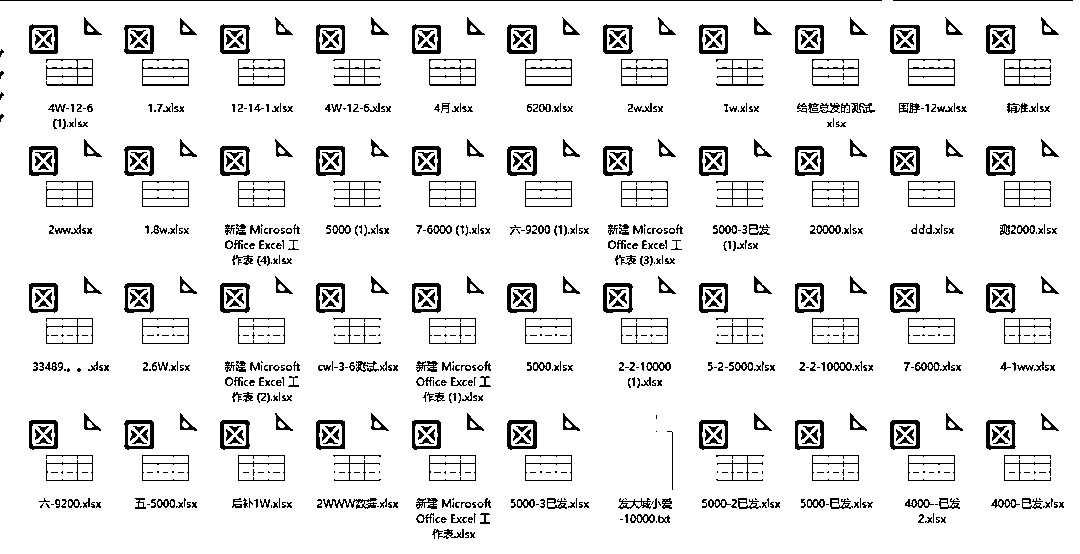 4W-12-6
(1).xlsx
1.7.xlsx
12-14-1.xlsx
4W-12-6.xlsx
4月.xlsx
6200.xlsx
2w.xlsx
1w.xlsx
给楦总发的测试.
xlsx
围脖-12w.xlsx
精准.xlsx
2ww.xlsx
1.8w.xlsx
新建 Microsoft
Office Excel 工
作表 (4).xlsx
5000 (1).xlsx
7-6000 (1).xlsx
六-9200 (1).xlsx
新建 Microsoft
Office Excel 工
作表 (3).xlsx
5000-3已发
(1).xlsx
20000.xlsx
ddd.xlsx
测2000.xlsx
33489.。。.xlsx
2.6W.xlsx
新建 Microsoft
Office Excel 工
作表 (2).xlsx
cwl-3-6测试.xlsx
新建 Microsoft
Office Excel 工
作表 (1).xlsx
5000.xlsx
2-2-10000
(1).xlsx
5-2-5000.xlsx
2-2-10000.xlsx
7-6000.xlsx
4-1ww.xlsx
六-9200.xlsx
五-5000.xlsx
后补1W.xlsx
2WWW数据.xlsx
新建 Microsoft
Office Excel 工
作表.xlsx
5000-3已发.xlsx
发大城小爱
-10000.txt
5000-2已发.xlsx
5000-已发.xlsx
4000--已发
2.xlsx
4000-已发.xlsx